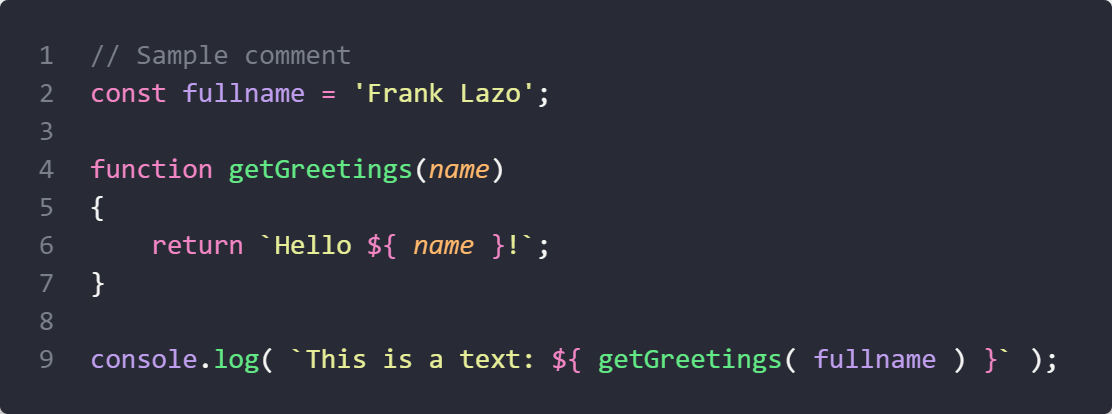 1 // Sample comment
2 const fullname = 'Frank Lazo';
3
4 function getGreetings(name)
5 {
6     return `Hello ${ name }!`;
7 }
8
9 console.log( `This is a text: ${ getGreetings( fullname ) }` );